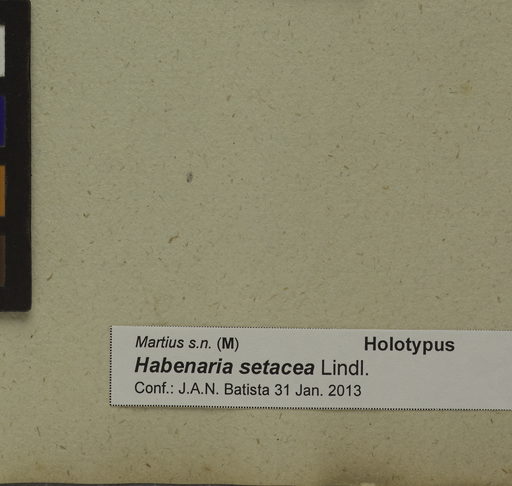 Martius s.n. (M) Holotypus
Habenaria setacea Lindl.
Conf.: J.A.N. Batista 31 Jan. 2013